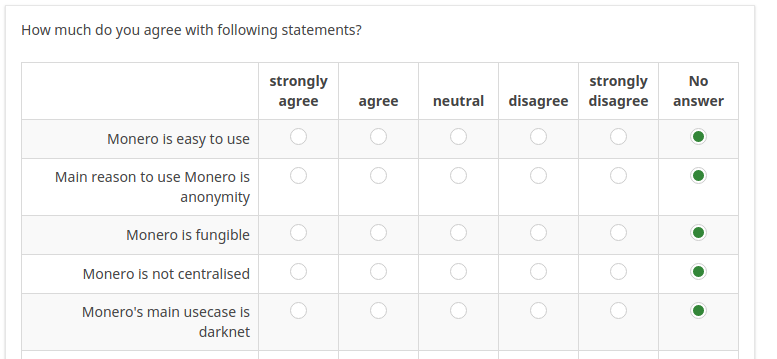 How much do you agree with following statements?
strongly agree neutral disagree strongly No
agree disagree answer
Monero is easy to use
Main reason to use Monero is
anonymity
Monero is fungible
Monero is not centralised
Monero's main usecase is
darknet